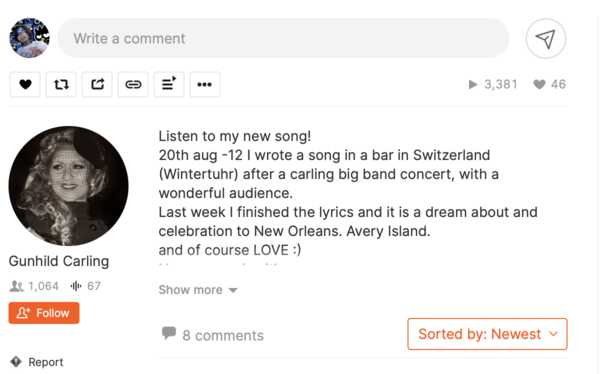 Write a comment
3,381
46
Listen to my new song!
20th aug -12 I wrote a song in a bar in Switzerland
(Wintertuhr) after a carling big band concert, with a
wonderful audience.
Last week I finished the lyrics and it is a dream about and
celebration to New Orleans. Avery Island.
and of course LOVE :)
Gunhild Carling
1,064
67
Follow
Show more
8 comments
Sorted by: Newest
Report